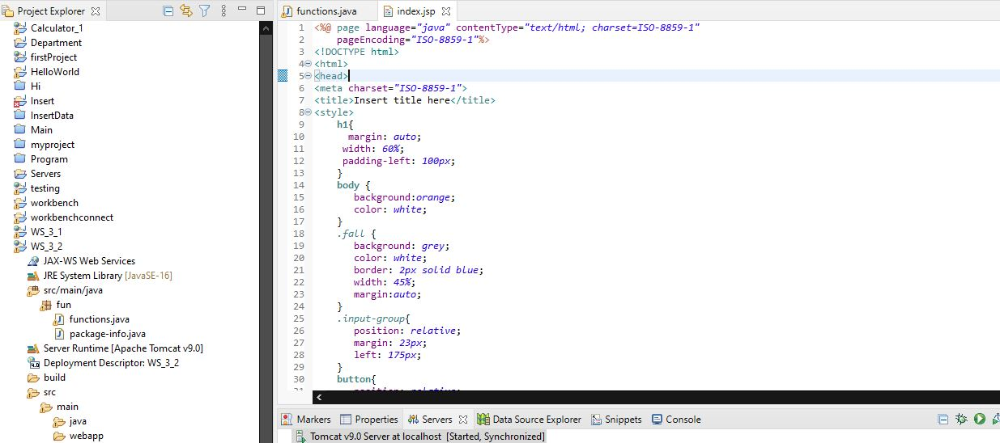 Project Explorer
Calculator_1
Department
firstProject
HelloWorld
Hi
Insert
InsertData
Main
myproject
Program
Servers
testing
workbench
workbenchconnect
WS_3_1
WS_3_2
JAX-WS Web Services
JRE System Library [JavaSE-16]
src/main/java
fun
functions.java
package-info.java
Server Runtime [Apache Tomcat v9.0]
Deployment Descriptor: WS_3_2
build
src
main
java
webapp
functions.java index.jsp
1 <%@ page language="java" contentType="text/html; charset=ISO-8859-1"
2 pageEncoding="ISO-8859-1"%>
3 <!DOCTYPE html>
4 <html>
5 <head>
6 <meta charset="ISO-8859-1">
7 <title>Insert title here</title>
8 <style>
9 h1{
10 margin: auto;
11 width: 60%;
12 padding-left: 100px;
13 }
14 body {
15 background:orange;
16 color: white;
17 }
18 .fall {
19 background: grey;
20 color: white;
21 border: 2px solid blue;
22 width: 45%;
23 margin:auto;
24 }
25 .input-group{
26 position: relative;
27 margin: 23px;
28 left: 175px;
29 }
30 button{
31 position: relative;
Markers Properties Servers Data Source Explorer Snippets Console
Tomcat v9.0 Server at localhost [Started, Synchronized]